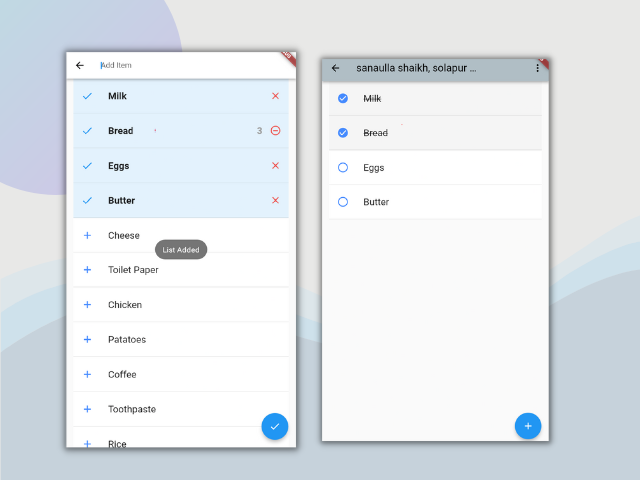 Add Item
Milk
Bread 3
Eggs
Butter
Cheese
List Added
Toilet Paper
Chicken
Patatoes
Coffee
Toothpaste
Rice
sanaulla shaikh, solapur ...
Milk
Bread
Eggs
Butter